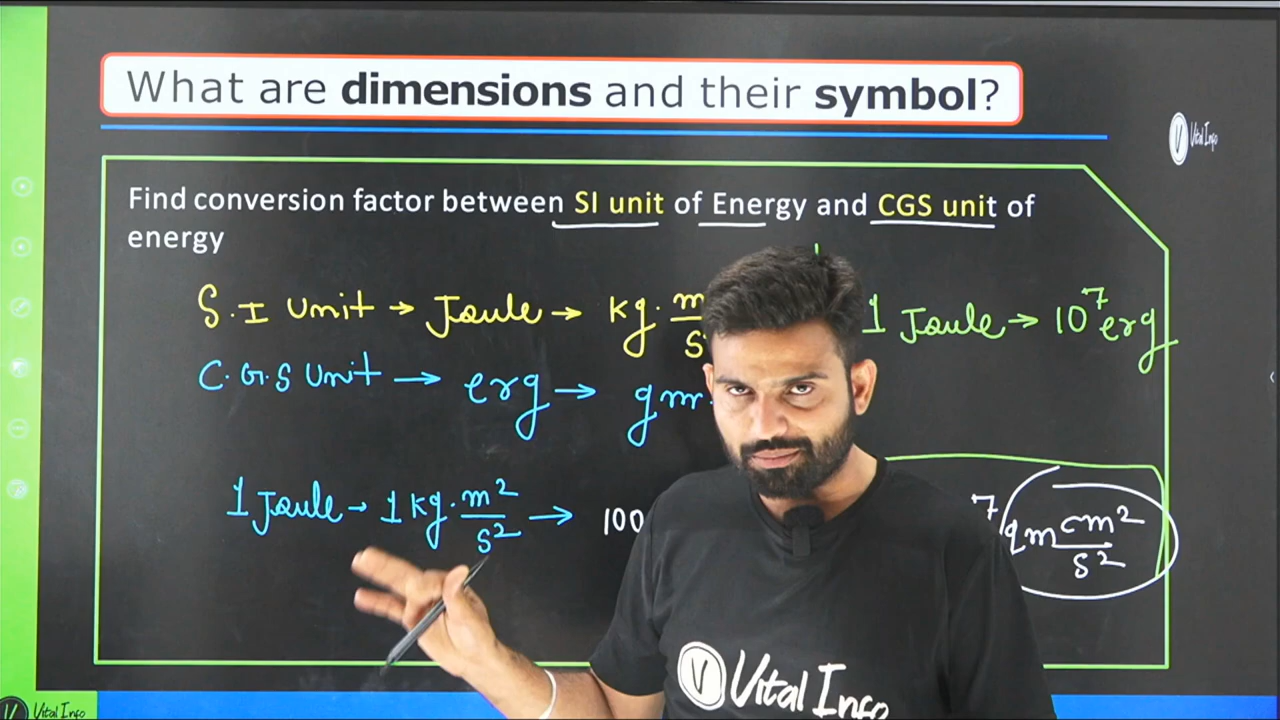 What are dimensions and their symbol?
Vital Info
Find conversion factor between SI unit of Energy and CGS unit of
energy
S.I Unit → Joule → kg. m
s
1 Joule → 10⁷ erg
C.G.S Unit → erg → gm.
1 Joule → 1 kg. m²/s² → 100
7 gm cm²/s²
Vital Info
Vital Info